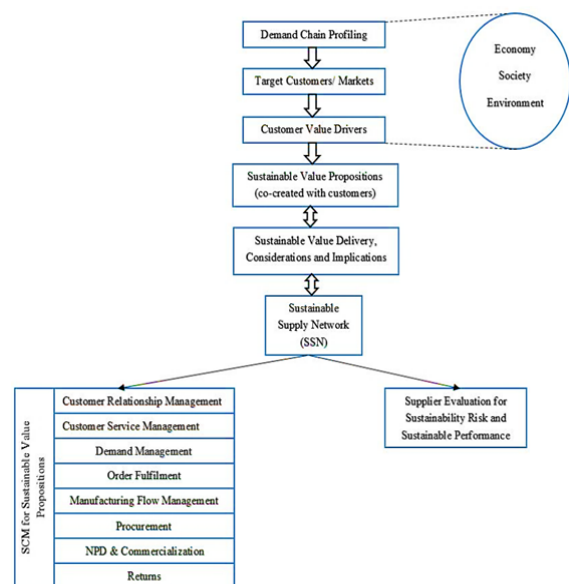 Demand Chain Profiling
Economy
Society
Environment
Target Customers/ Markets
Customer Value Drivers
Sustainable Value Propositions
(co-created with customers)
Sustainable Value Delivery,
Considerations and Implications
Sustainable
Supply Network
(SSN)
SCM for Sustainable Value
Propositions
Customer Relationship Management
Customer Service Management
Demand Management
Order Fulfilment
Manufacturing Flow Management
Procurement
NPD & Commercialization
Returns
Supplier Evaluation for
Sustainability Risk and
Sustainable Performance